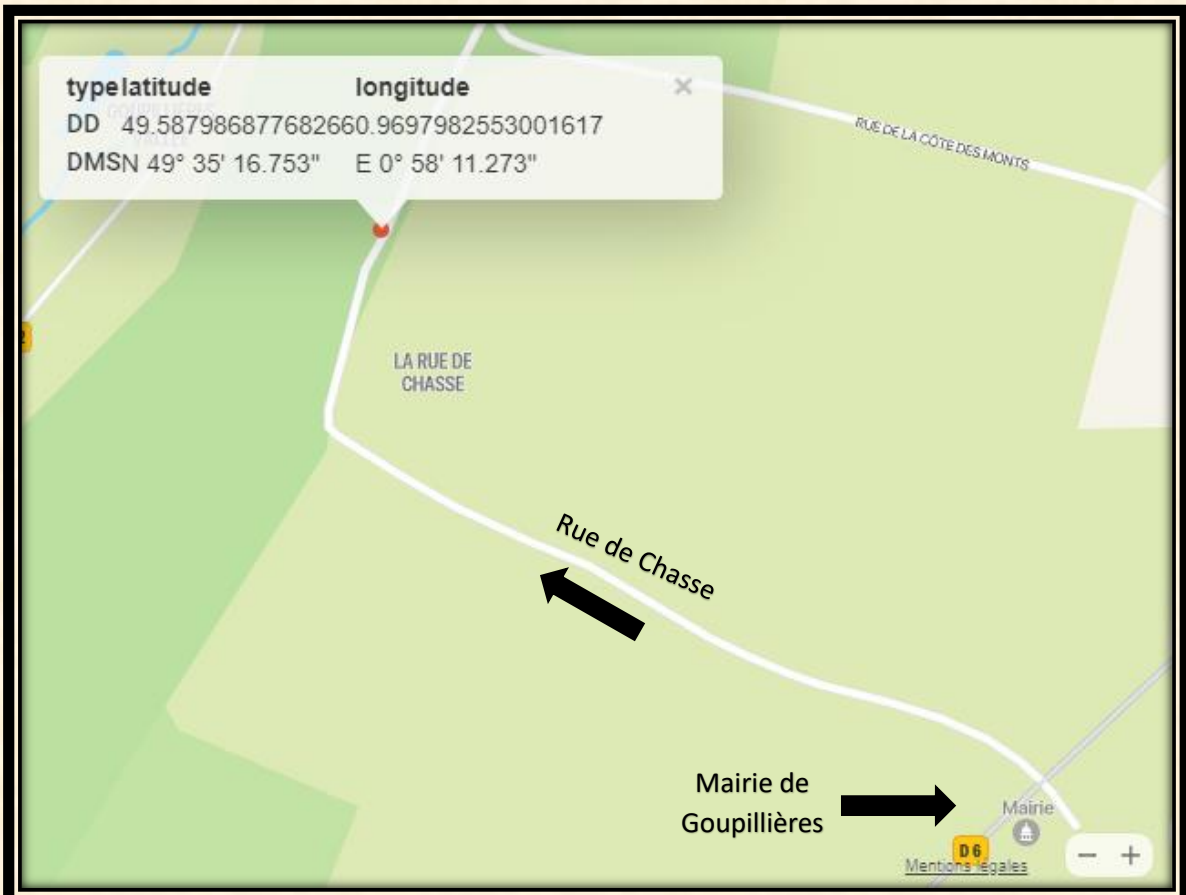 type latitude longitude
DD 49.58798687768266 0.9697982553001617
DMS N 49° 35' 16.753" E 0° 58' 11.273"
RUE DE LA CÔTE DES MONTS
LA RUE DE
CHASSE
Rue de Chasse
Mairie de
Goupillières
Mairie
D 6
Mentions légales